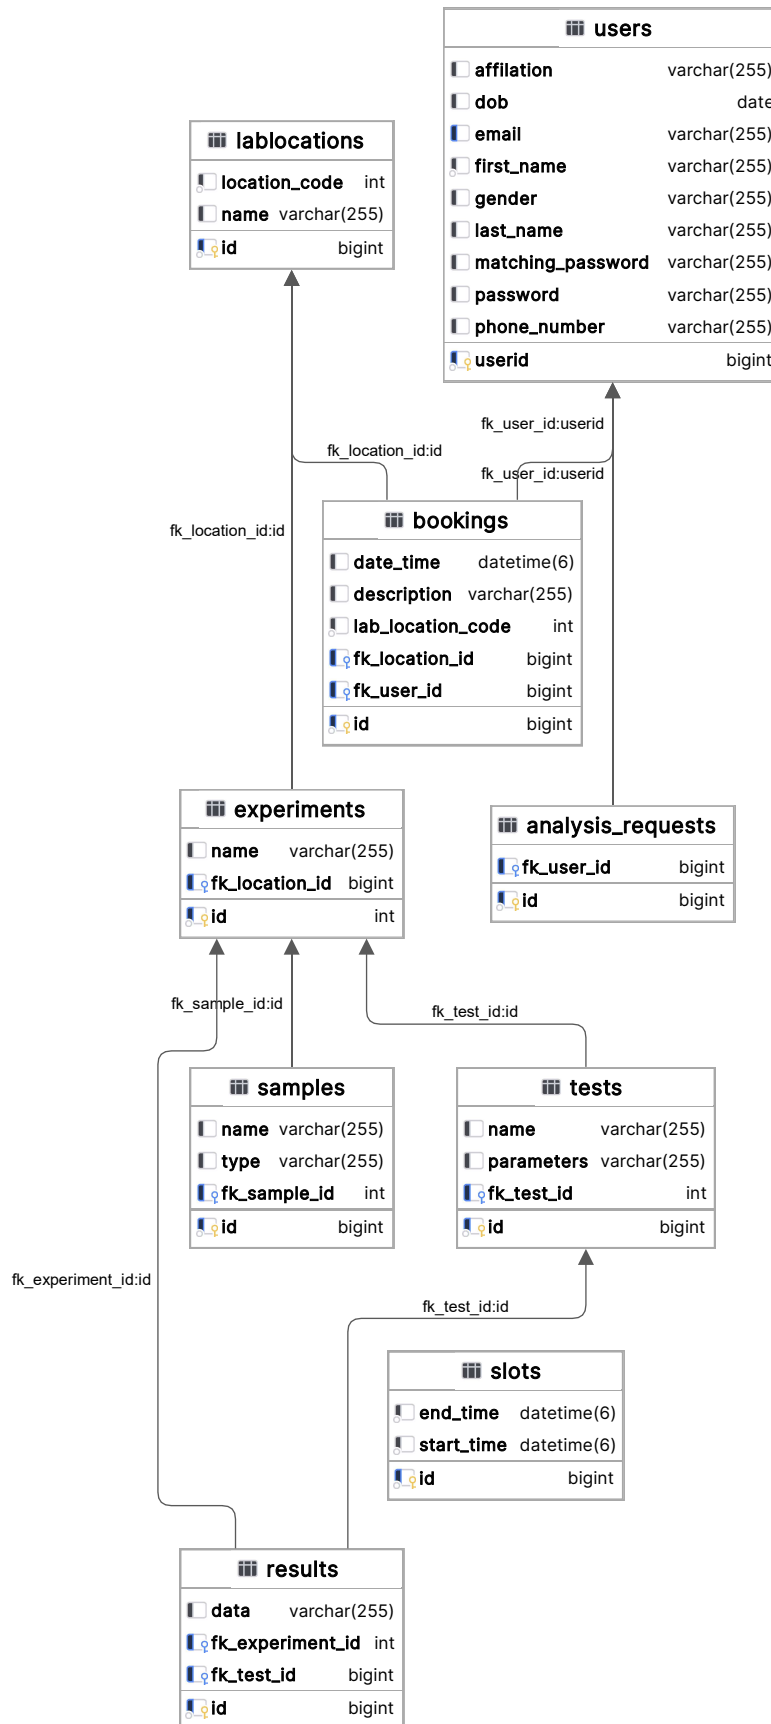 users
affilation varchar(255)
dob date
email varchar(255)
first_name varchar(255)
gender varchar(255)
last_name varchar(255)
matching_password varchar(255)
password varchar(255)
phone_number varchar(255)
userid bigint
lablocations
location_code int
name varchar(255)
id bigint
fk_user_id:userid
fk_location_id:id
fk_user_id:userid
fk_location_id:id
bookings
date_time datetime(6)
description varchar(255)
lab_location_code int
fk_location_id bigint
fk_user_id bigint
id bigint
experiments
name varchar(255)
fk_location_id bigint
id int
analysis_requests
fk_user_id bigint
id bigint
fk_sample_id:id
fk_test_id:id
samples
name varchar(255)
type varchar(255)
fk_sample_id int
id bigint
tests
name varchar(255)
parameters varchar(255)
fk_test_id int
id bigint
fk_experiment_id:id
fk_test_id:id
slots
end_time datetime(6)
start_time datetime(6)
id bigint
results
data varchar(255)
fk_experiment_id int
fk_test_id bigint
id bigint